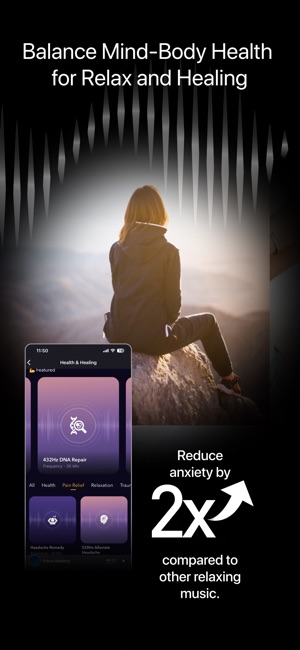 Balance Mind-Body Health
for Relax and Healing
11:50
Health & Healing
Featured
432Hz DNA Repair
Frequency • 26 Min
All Health Pain Relief Relaxation Traum
Headache Remedy
528Hz Alleviate
Headache
Reduce
anxiety by
2x
compared to
other relaxing
music.